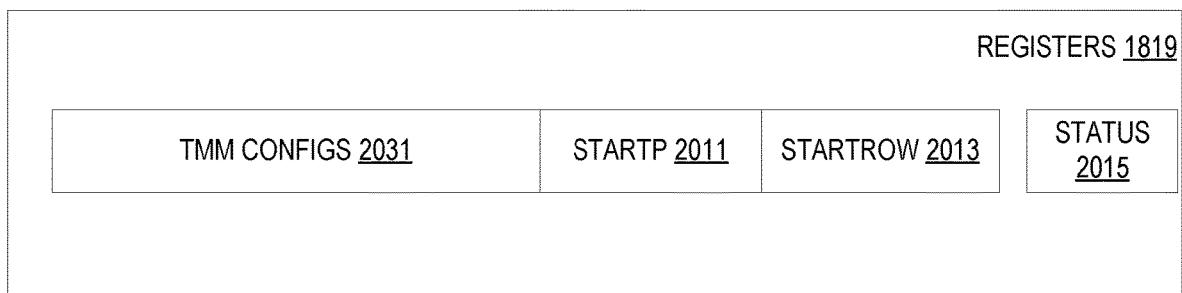 REGISTERS 1819
TMM CONFIGS 2031
STARTP 2011
STARTROW 2013
STATUS
2015